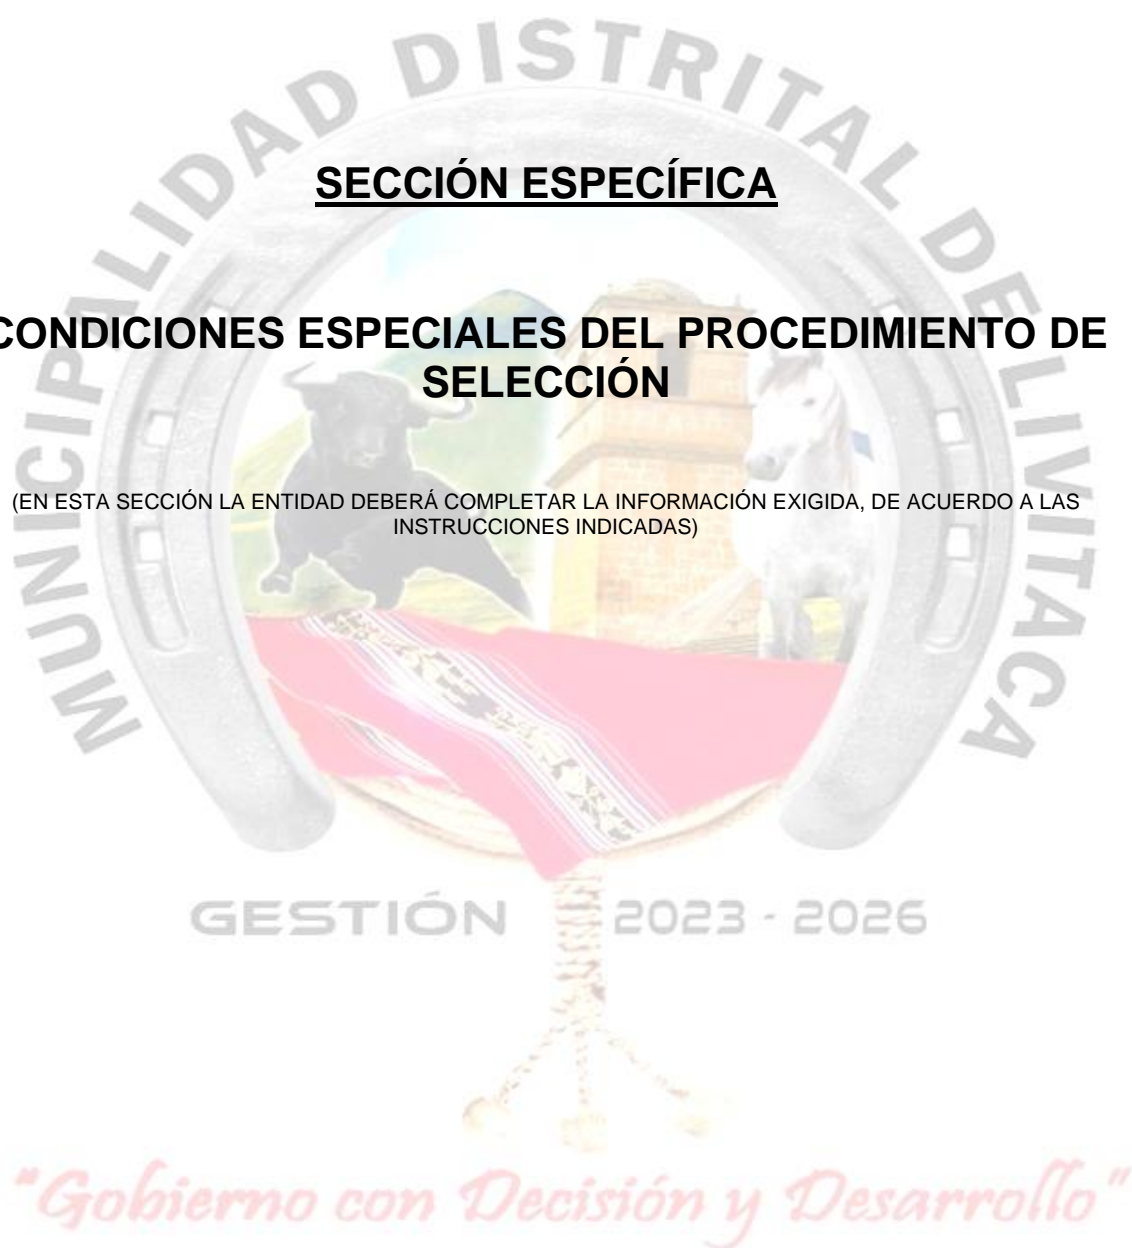 MUNICIPALIDAD DISTRITAL DE LIVITACA
SECCIÓN ESPECÍFICA
CONDICIONES ESPECIALES DEL PROCEDIMIENTO DE
SELECCIÓN
(EN ESTA SECCIÓN LA ENTIDAD DEBERÁ COMPLETAR LA INFORMACIÓN EXIGIDA, DE ACUERDO A LAS
INSTRUCCIONES INDICADAS)
GESTIÓN 2023 - 2026
"Gobierno con Decisión y Desarrollo"